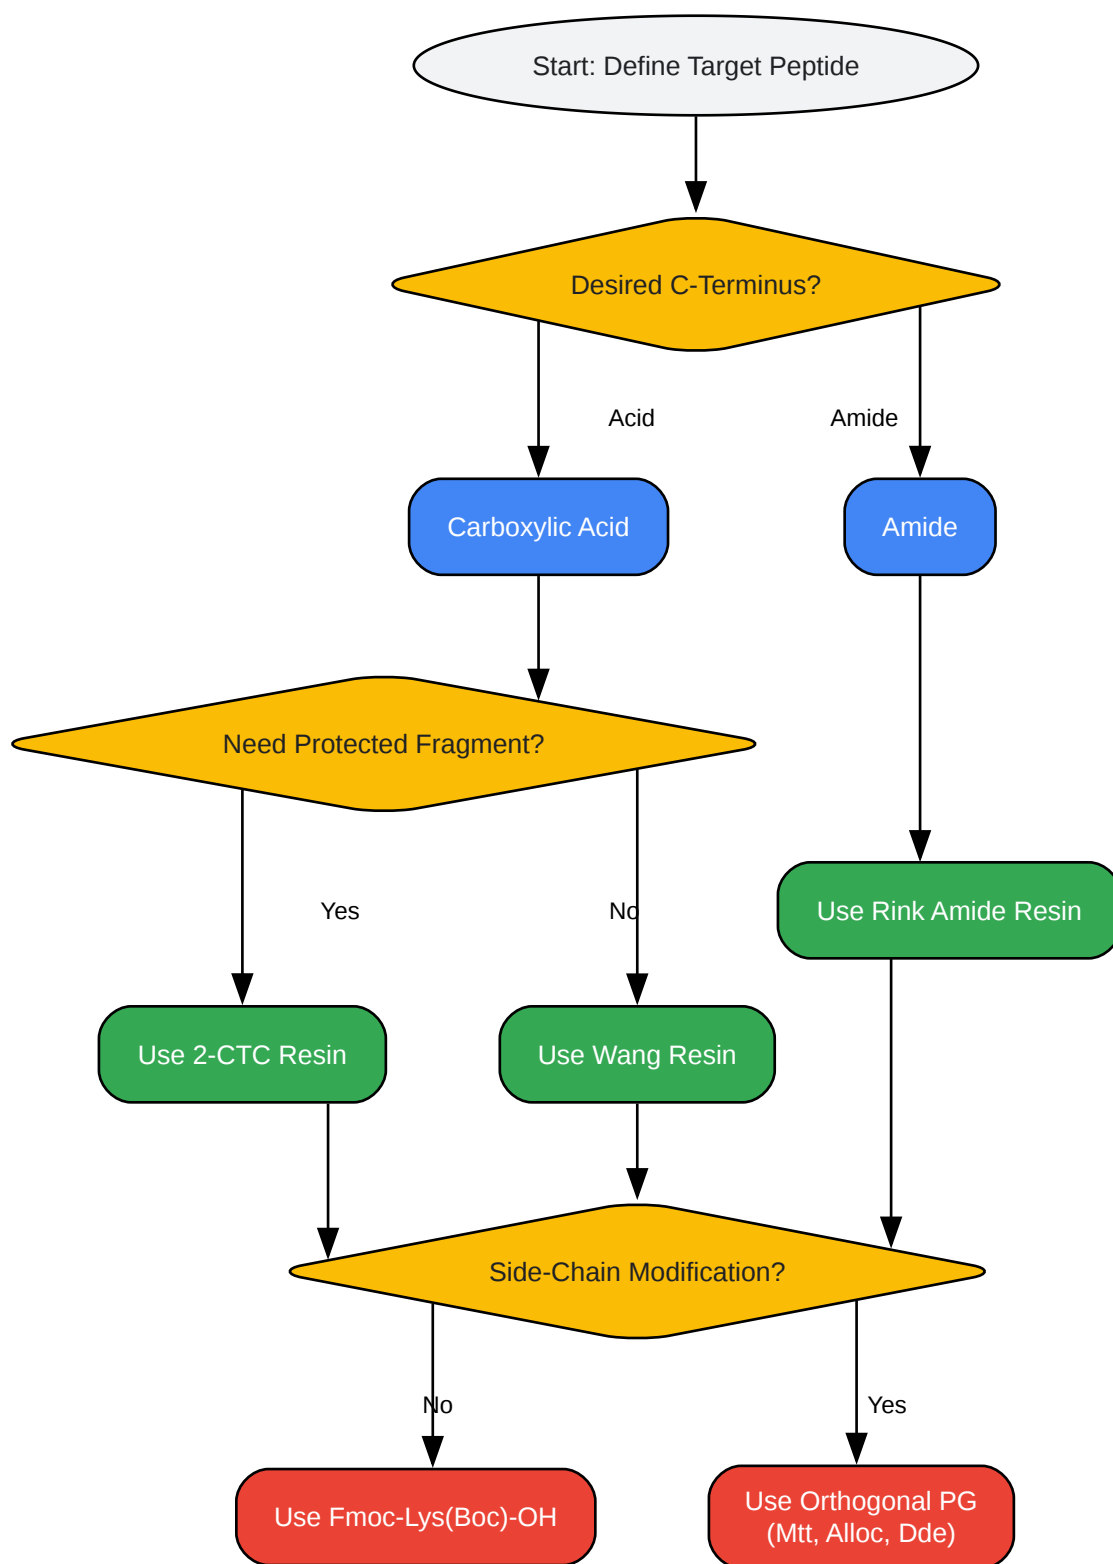 Start: Define Target Peptide
Desired C-Terminus?
Acid
Amide
Carboxylic Acid
Amide
Need Protected Fragment?
Yes
No
Use Rink Amide Resin
Use 2-CTC Resin
Use Wang Resin
Side-Chain Modification?
No
Yes
Use Fmoc-Lys(Boc)-OH
Use Orthogonal PG
(Mtt, Alloc, Dde)